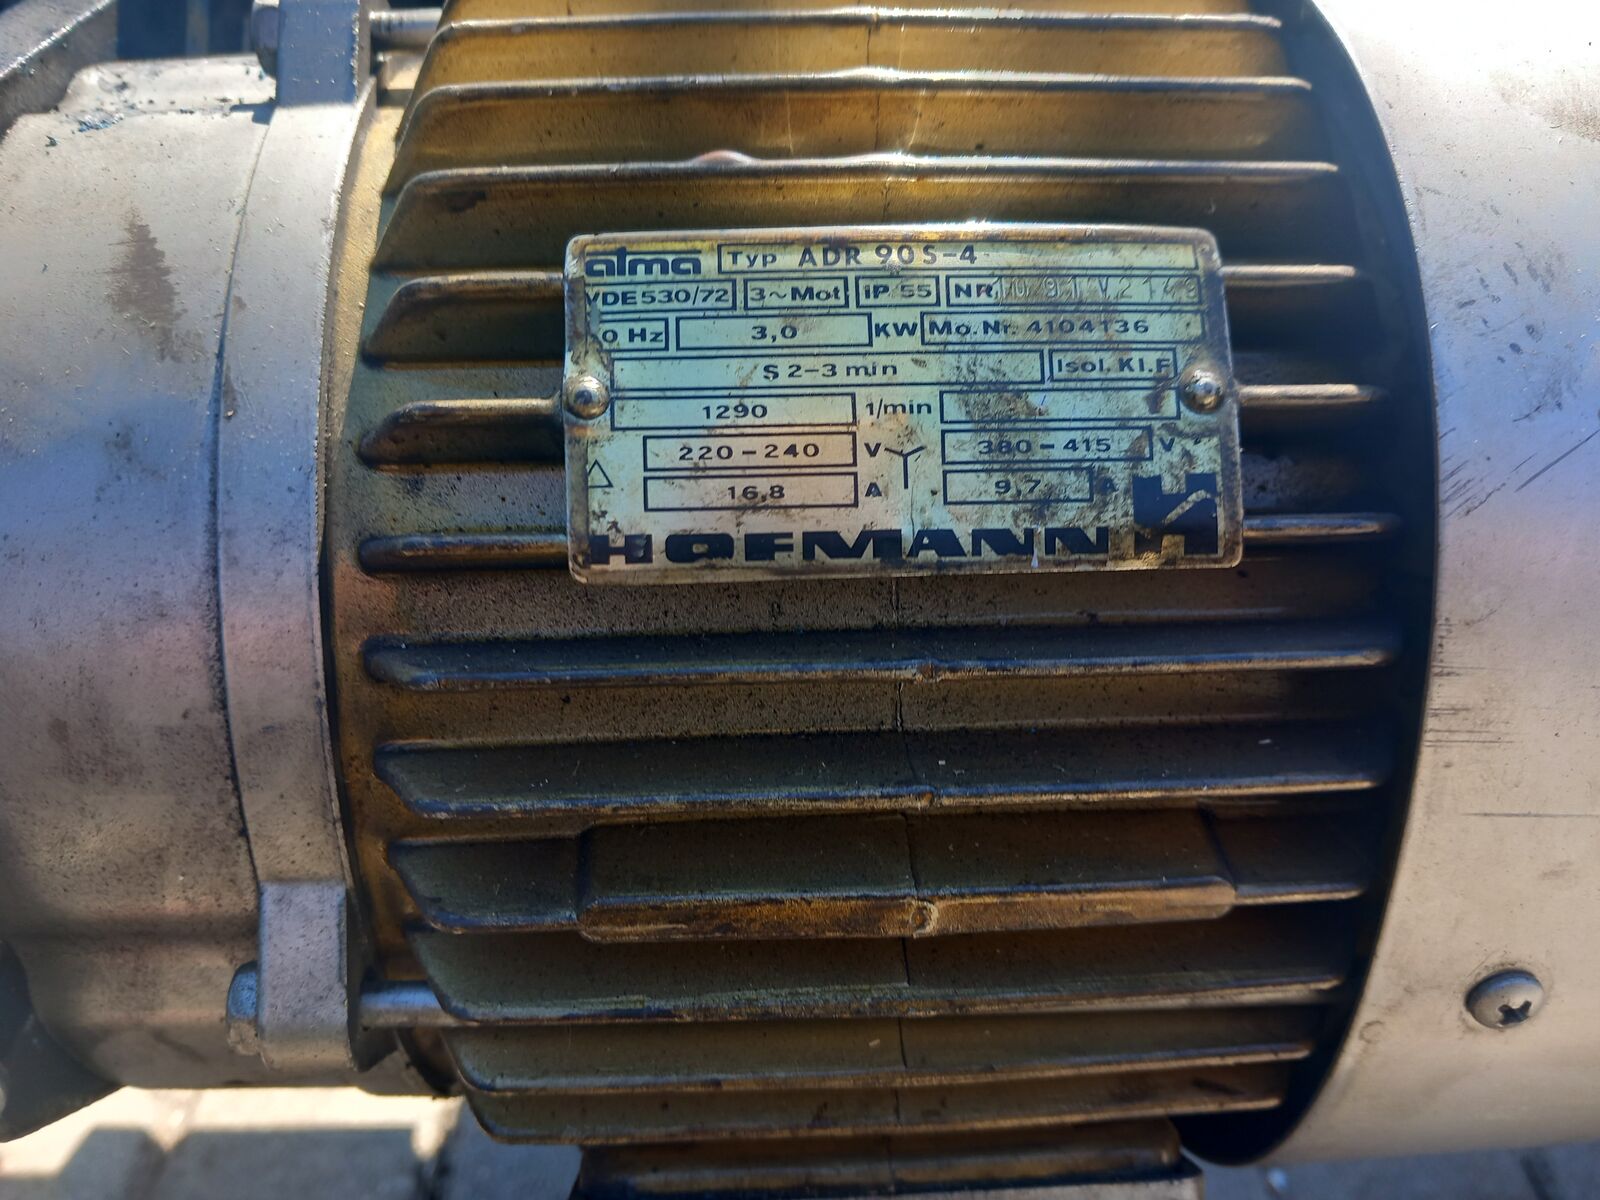 atma Typ ADR 90 S-4
VDE 530/72 3~Mot IP 55 NR.
Hz 3,0 KW Mo. Nr. 4104136
S 2-3 min Isol. Kl. F
1290 1/min
△ 220-240 V Y 380-415 V
16,8 A 9,7 A
HOFMANN